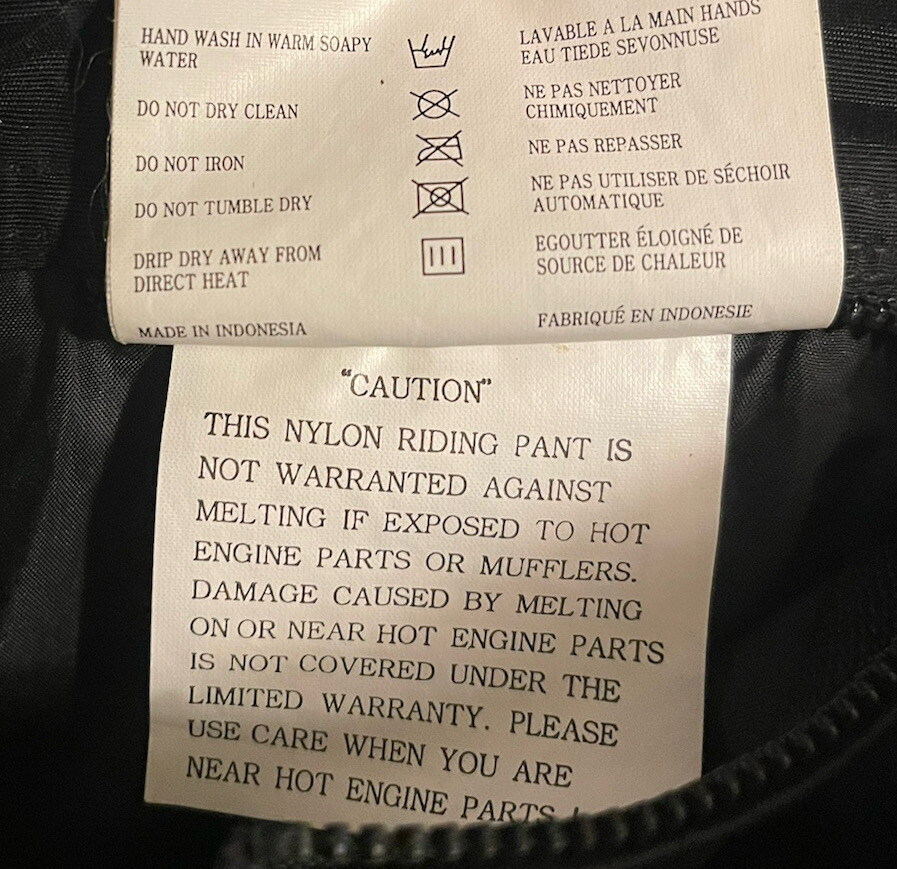 HAND WASH IN WARM SOAPY
WATER
DO NOT DRY CLEAN
DO NOT IRON
DO NOT TUMBLE DRY
DRIP DRY AWAY FROM
DIRECT HEAT
MADE IN INDONESIA
LAVABLE A LA MAIN HANDS
EAU TIEDE SEVONNUSE
NE PAS NETTOYER
CHIMIQUEMENT
NE PAS REPASSER
NE PAS UTILISER DE SÉCHOIR
AUTOMATIQUE
EGOUTTER ÉLOIGNÉ DE
SOURCE DE CHALEUR
FABRIQUÉ EN INDONESIE
“CAUTION”
THIS NYLON RIDING PANT IS
NOT WARRANTED AGAINST
MELTING IF EXPOSED TO HOT
ENGINE PARTS OR MUFFLERS.
DAMAGE CAUSED BY MELTING
ON OR NEAR HOT ENGINE PARTS
IS NOT COVERED UNDER THE
LIMITED WARRANTY. PLEASE
USE CARE WHEN YOU ARE
NEAR HOT ENGINE PARTS !